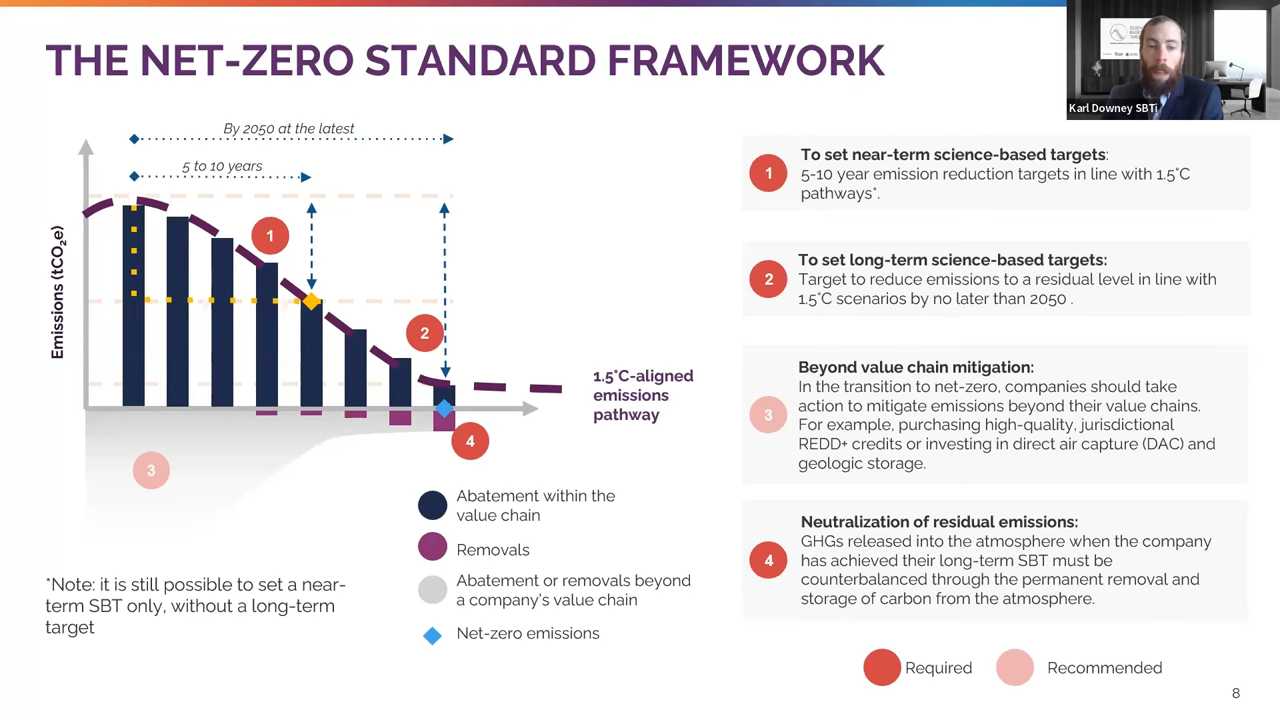 THE NET-ZERO STANDARD FRAMEWORK
Karl Downey SBTi
By 2050 at the latest
5 to 10 years
Emissions (tCO₂e)
1
2
3
4
1.5°C-aligned
emissions
pathway
Abatement within the
value chain
Removals
Abatement or removals beyond
a company's value chain
Net-zero emissions
*Note: it is still possible to set a near-
term SBT only, without a long-term
target
1
To set near-term science-based targets:
5-10 year emission reduction targets in line with 1.5°C
pathways*.
2
To set long-term science-based targets:
Target to reduce emissions to a residual level in line with
1.5°C scenarios by no later than 2050 .
3
Beyond value chain mitigation:
In the transition to net-zero, companies should take
action to mitigate emissions beyond their value chains.
For example, purchasing high-quality, jurisdictional
REDD+ credits or investing in direct air capture (DAC) and
geologic storage.
4
Neutralization of residual emissions:
GHGs released into the atmosphere when the company
has achieved their long-term SBT must be
counterbalanced through the permanent removal and
storage of carbon from the atmosphere.
Required
Recommended
8